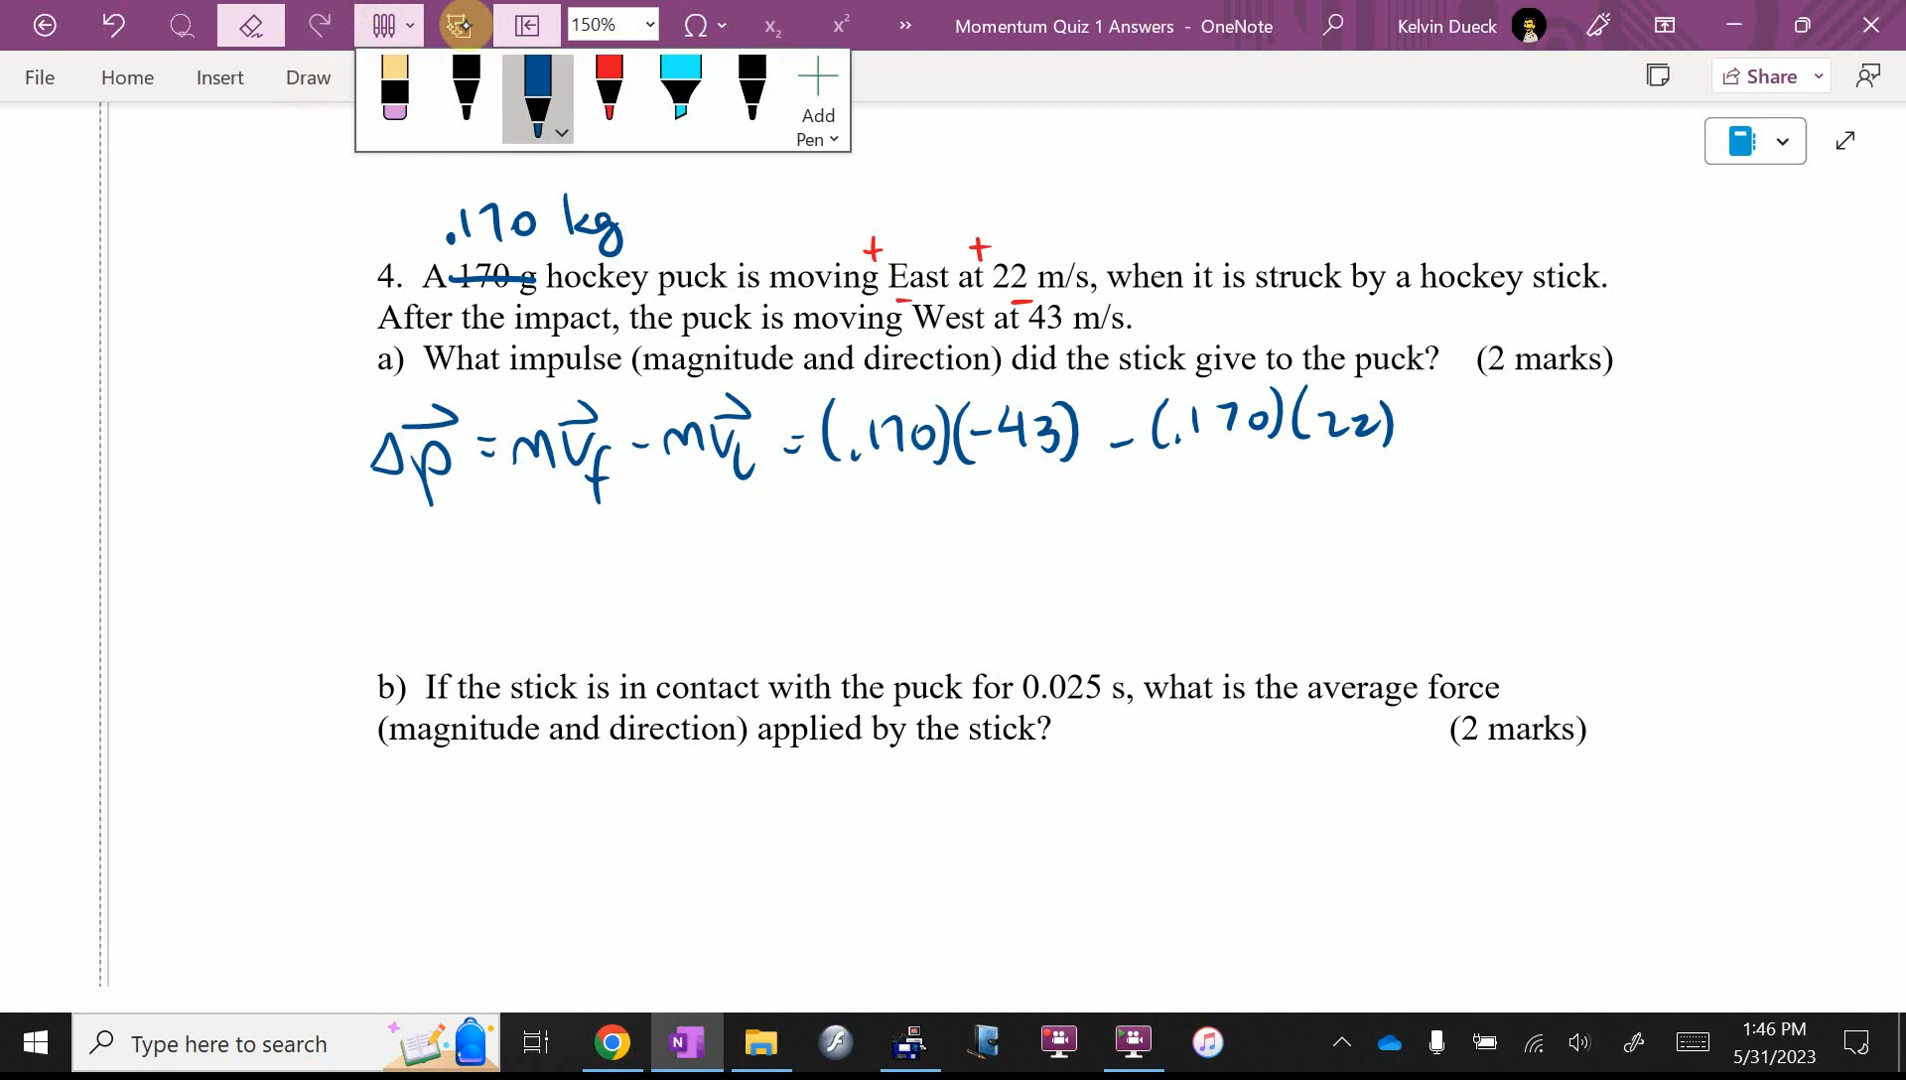 150%
Ω
x₂
x²
»
Momentum Quiz 1 Answers - OneNote
Kelvin Dueck
File
Home
Insert
Draw
Add
Pen
Share
.170 kg
+ +
4. A 170 g hockey puck is moving East at 22 m/s, when it is struck by a hockey stick.
- -
After the impact, the puck is moving West at 43 m/s.
a) What impulse (magnitude and direction) did the stick give to the puck? (2 marks)
Δp⃗ = mv⃗f - mv⃗i = (.170)(-43) - (.170)(22)
b) If the stick is in contact with the puck for 0.025 s, what is the average force
(magnitude and direction) applied by the stick? (2 marks)
Type here to search
1:46 PM
5/31/2023